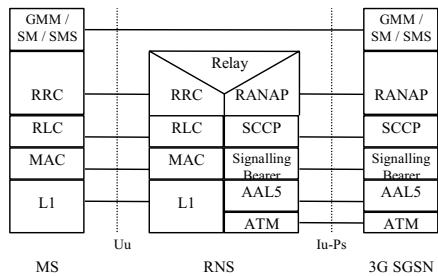 GMM /
SM / SMS
GMM /
SM / SMS
Relay
RRC
RRC
RANAP
RANAP
RLC
RLC
SCCP
SCCP
MAC
MAC
Signalling
Bearer
Signalling
Bearer
L1
L1
AAL5
AAL5
ATM
ATM
Uu
Iu-Ps
MS
RNS
3G SGSN